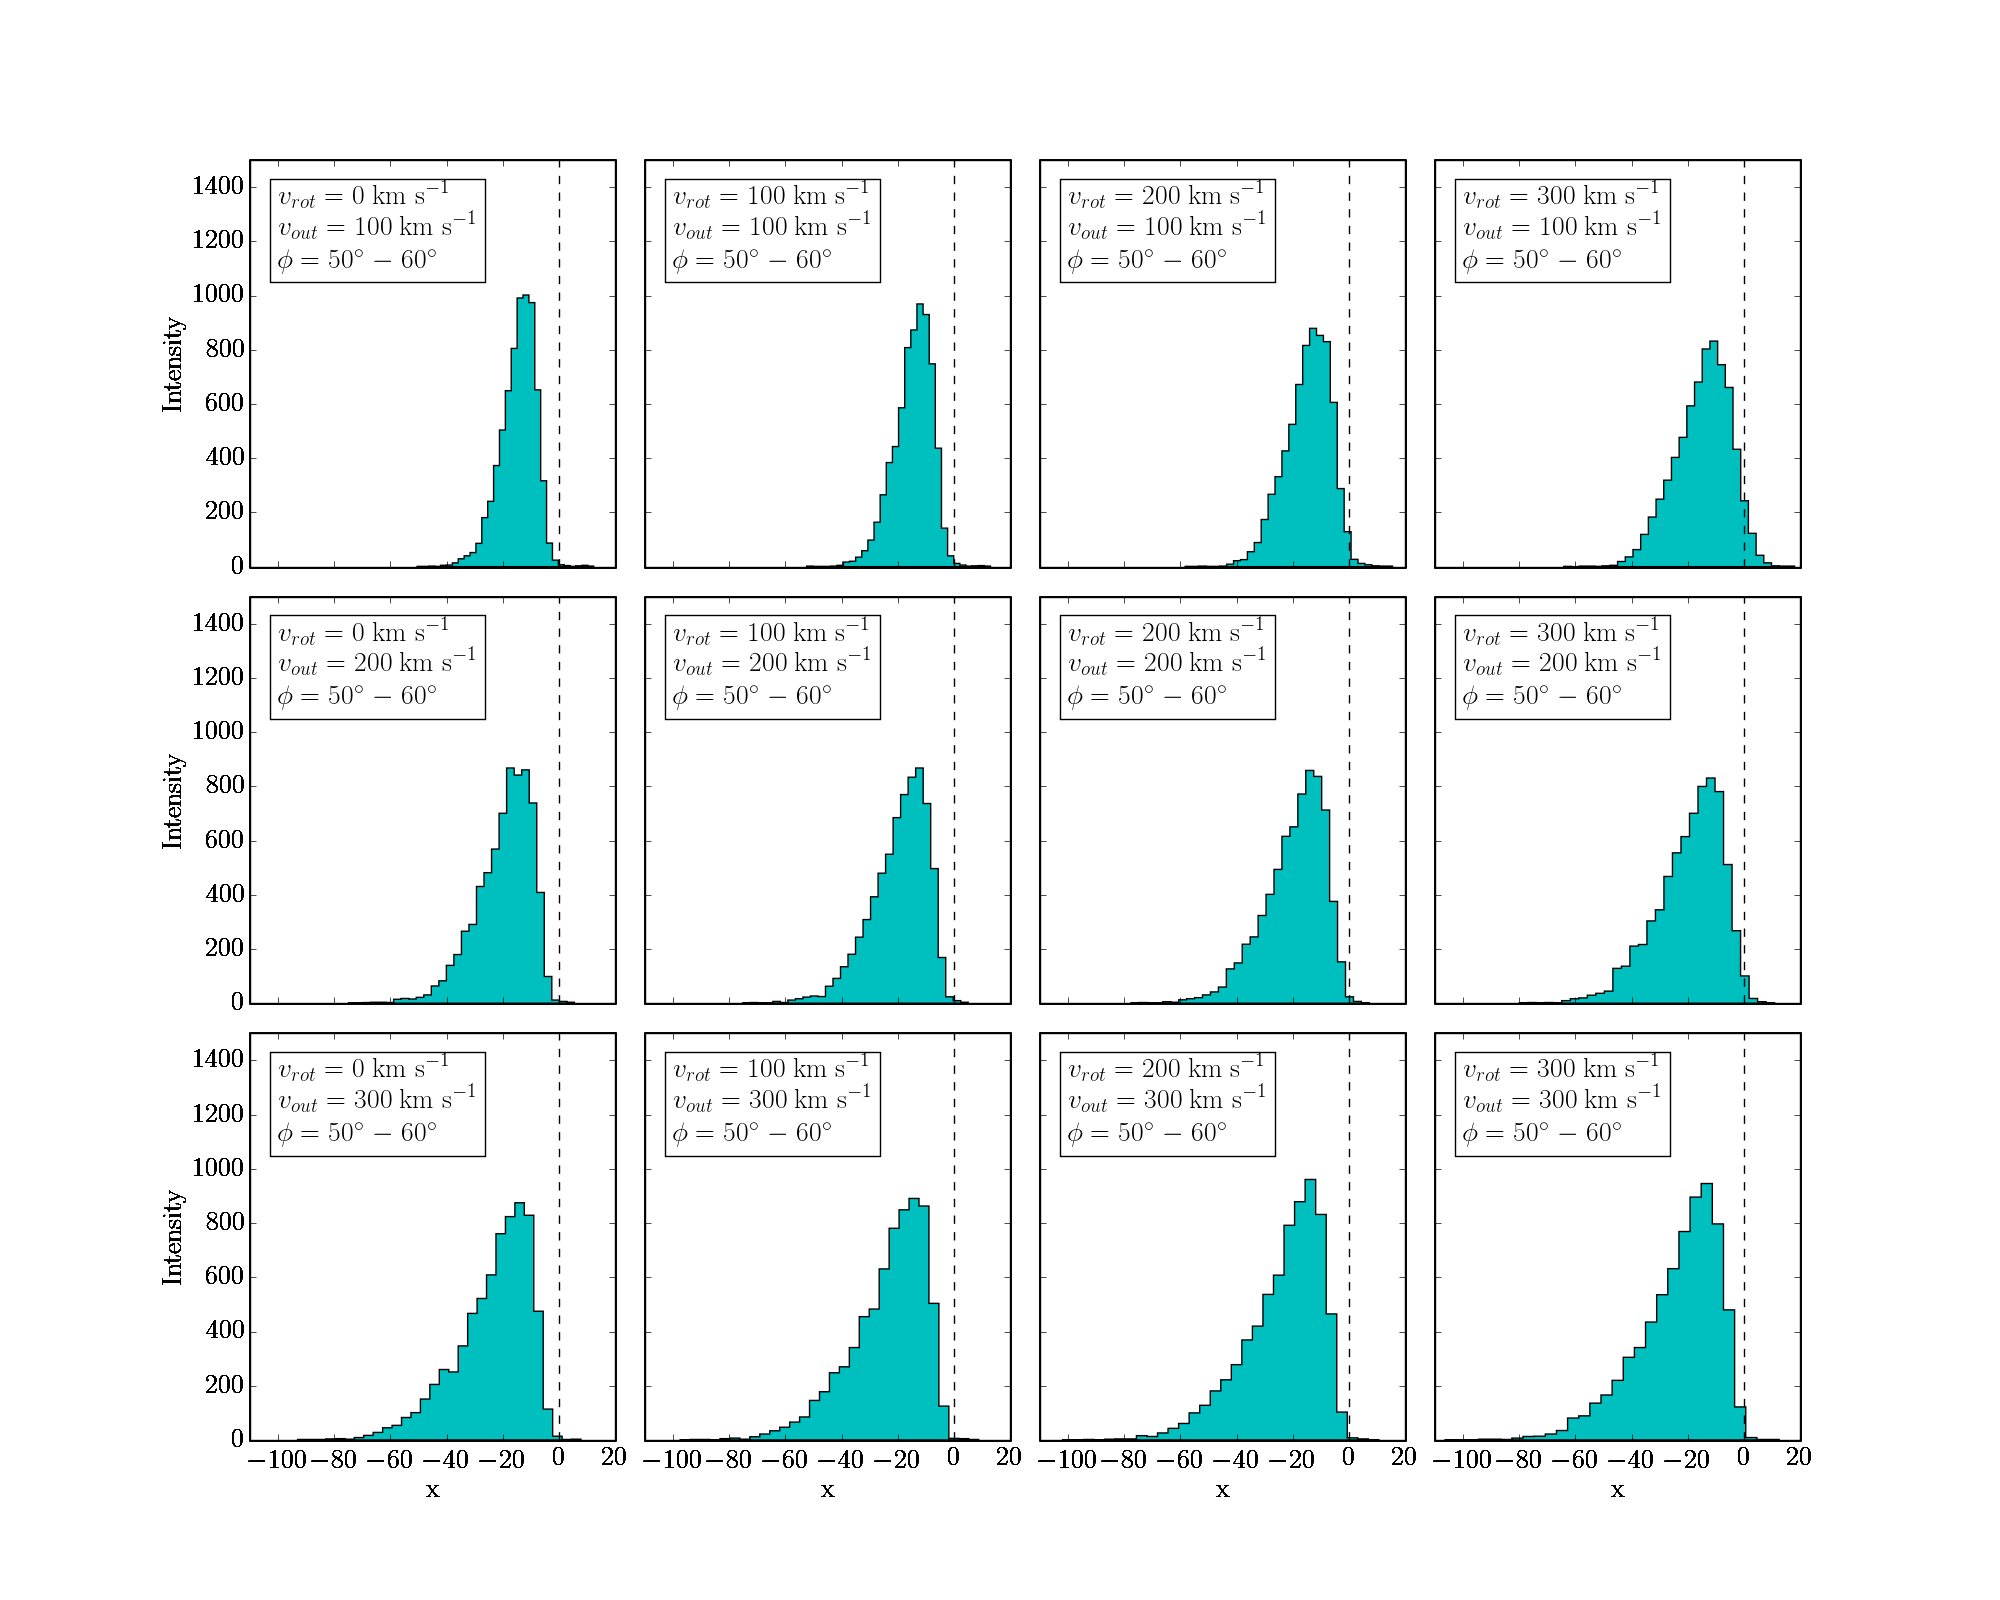 1400
1200
1000
800
600
400
200
0
Intensity
v_rot = 0 km s⁻¹
v_out = 100 km s⁻¹
ϕ = 50° − 60°
v_rot = 100 km s⁻¹
v_out = 100 km s⁻¹
ϕ = 50° − 60°
v_rot = 200 km s⁻¹
v_out = 100 km s⁻¹
ϕ = 50° − 60°
v_rot = 300 km s⁻¹
v_out = 100 km s⁻¹
ϕ = 50° − 60°
1400
1200
1000
800
600
400
200
0
Intensity
v_rot = 0 km s⁻¹
v_out = 200 km s⁻¹
ϕ = 50° − 60°
v_rot = 100 km s⁻¹
v_out = 200 km s⁻¹
ϕ = 50° − 60°
v_rot = 200 km s⁻¹
v_out = 200 km s⁻¹
ϕ = 50° − 60°
v_rot = 300 km s⁻¹
v_out = 200 km s⁻¹
ϕ = 50° − 60°
1400
1200
1000
800
600
400
200
0
Intensity
v_rot = 0 km s⁻¹
v_out = 300 km s⁻¹
ϕ = 50° − 60°
v_rot = 100 km s⁻¹
v_out = 300 km s⁻¹
ϕ = 50° − 60°
v_rot = 200 km s⁻¹
v_out = 300 km s⁻¹
ϕ = 50° − 60°
v_rot = 300 km s⁻¹
v_out = 300 km s⁻¹
ϕ = 50° − 60°
−100 −80 −60 −40 −20 0 20
x
−100 −80 −60 −40 −20 0 20
x
−100 −80 −60 −40 −20 0 20
x
−100 −80 −60 −40 −20 0 20
x